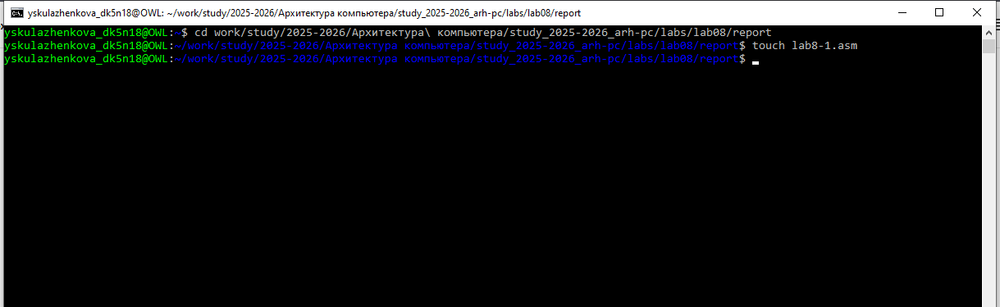 yskulazhenkova_dk5n18@OWL: ~/work/study/2025-2026/Архитектура компьютера/study_2025-2026_arh-pc/labs/lab08/report
yskulazhenkova_dk5n18@OWL:~$ cd work/study/2025-2026/Архитектура\ компьютера/study_2025-2026_arh-pc/labs/lab08/report
yskulazhenkova_dk5n18@OWL:~/work/study/2025-2026/Архитектура компьютера/study_2025-2026_arh-pc/labs/lab08/report$ touch lab8-1.asm
yskulazhenkova_dk5n18@OWL:~/work/study/2025-2026/Архитектура компьютера/study_2025-2026_arh-pc/labs/lab08/report$